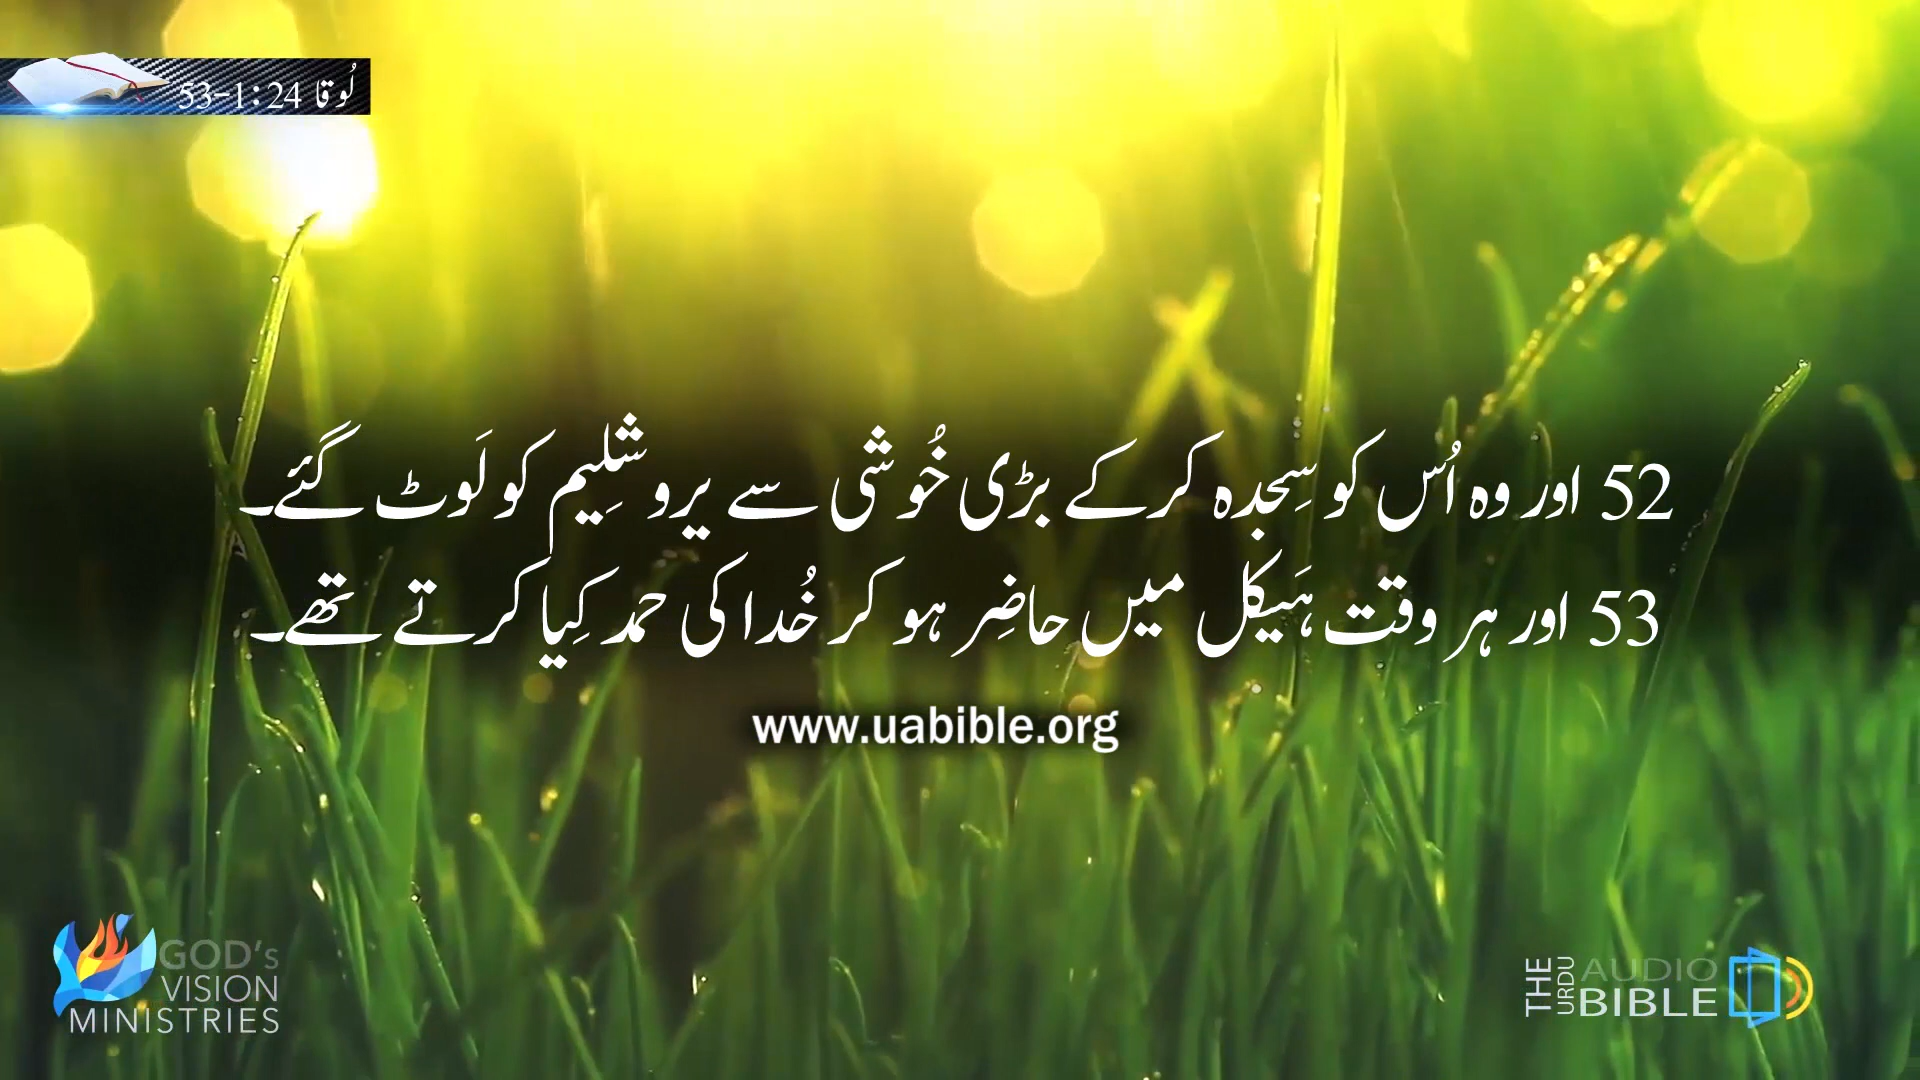 لُوقا 24:1-53
52 اور وہ اُس کو سِجدہ کر کے بڑی خُوشی سے یروشلِیم کو لَوٹ گئے۔
53 اور ہر وقت ہَیکل میں حاضِر ہو کر خُدا کی حمد کِیا کرتے تھے۔
www.uabible.org
GOD's
VISION
MINISTRIES
THE
URDU
AUDIO
BIBLE